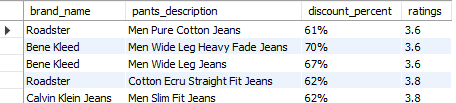 brand_name pants_description discount_percent ratings
Roadster Men Pure Cotton Jeans 61% 3.6
Bene Kleed Men Wide Leg Heavy Fade Jeans 70% 3.6
Bene Kleed Men Wide Leg Jeans 67% 3.6
Roadster Cotton Ecru Straight Fit Jeans 62% 3.8
Calvin Klein Jeans Men Slim Fit Jeans 62% 3.8